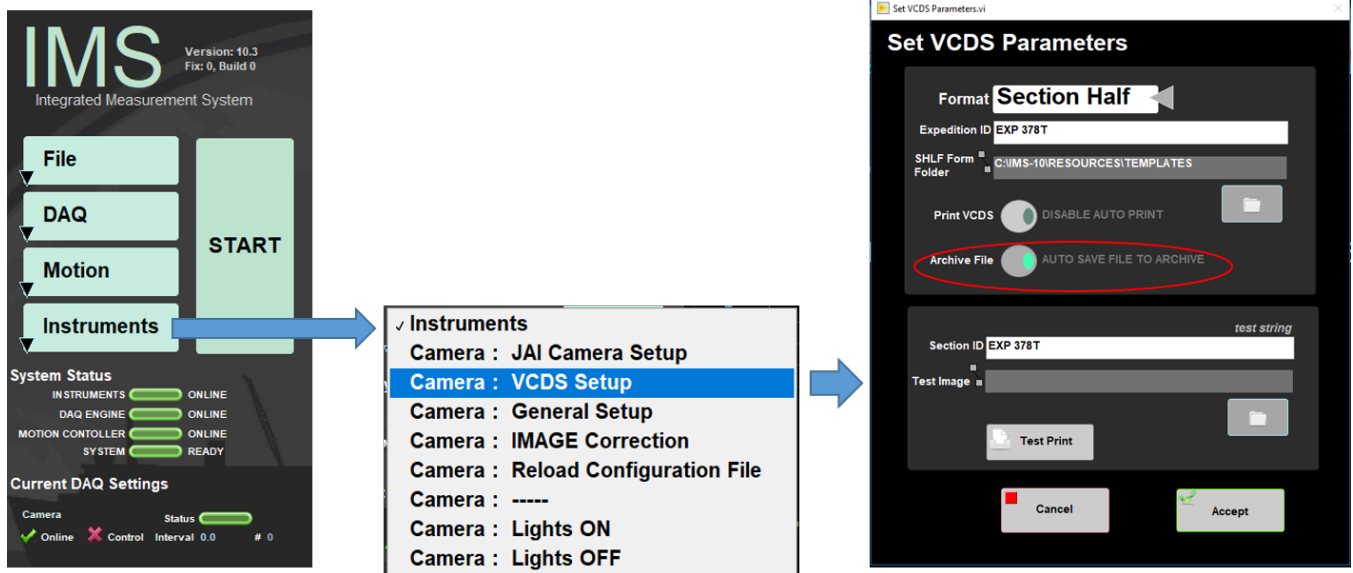 IMS
Version: 10.3
Fix: 0, Build 0
Integrated Measurement System
File
DAQ
Motion
Instruments
START
System Status
INSTRUMENTS ONLINE
DAQ ENGINE ONLINE
MOTION CONTOLLER ONLINE
SYSTEM READY
Current DAQ Settings
Camera Status
Online Control Interval 0.0 # 0
✓ Instruments
Camera : JAI Camera Setup
Camera : VCDS Setup
Camera : General Setup
Camera : IMAGE Correction
Camera : Reload Configuration File
Camera : -----
Camera : Lights ON
Camera : Lights OFF
Set VCDS Parameters.vi
Set VCDS Parameters
Format Section Half
Expedition ID EXP 378T
SHLF Form
Folder
C:\IMS-10\RESOURCES\TEMPLATES
Print VCDS DISABLE AUTO PRINT
Archive File AUTO SAVE FILE TO ARCHIVE
test string
Section ID EXP 378T
Test Image
Test Print
Cancel
Accept